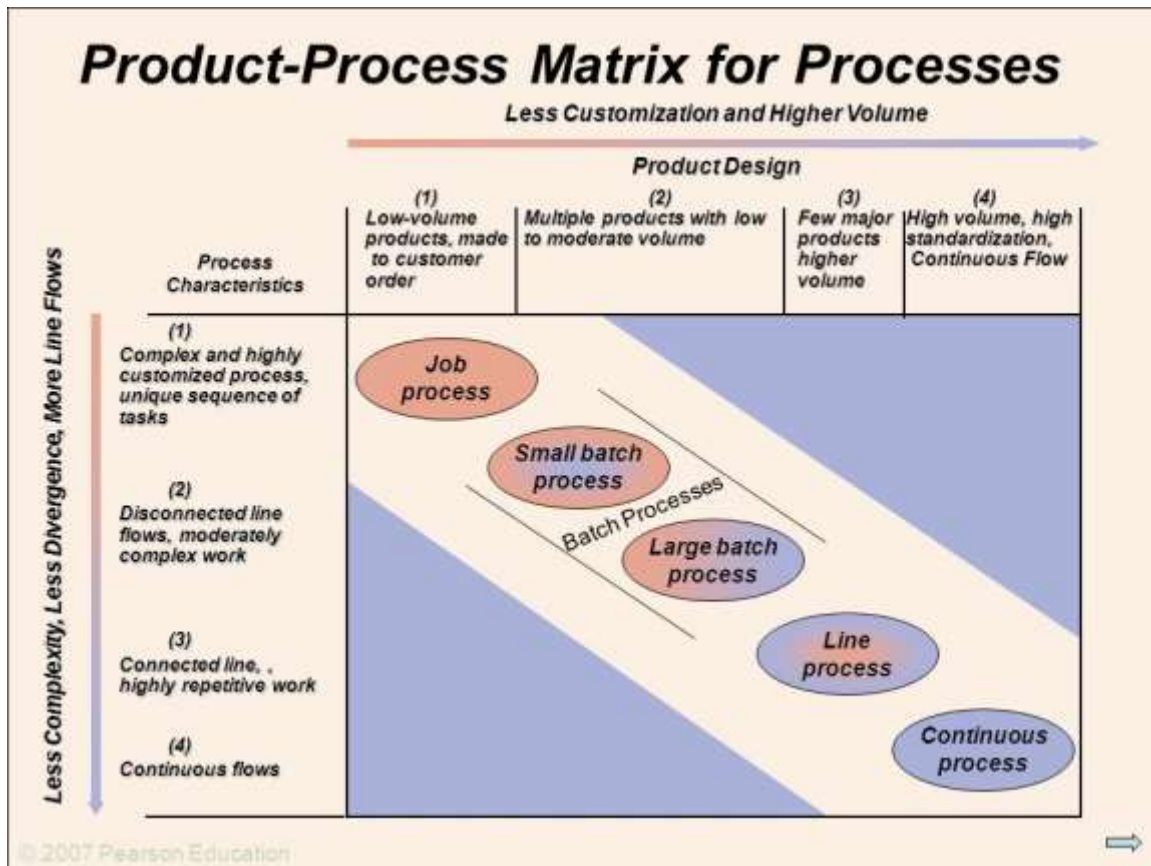 Product-Process Matrix for Processes
Less Customization and Higher Volume
Product Design
(1)
Low-volume
products, made
to customer
order
(2)
Multiple products with low
to moderate volume
(3)
Few major
products
higher
volume
(4)
High volume, high
standardization,
Continuous Flow
Less Complexity, Less Divergence, More Line Flows
Process
Characteristics
(1)
Complex and highly
customized process,
unique sequence of
tasks
(2)
Disconnected line
flows, moderately
complex work
(3)
Connected line, ,
highly repetitive work
(4)
Continuous flows
Job
process
Small batch
process
Batch Processes
Large batch
process
Line
process
Continuous
process
© 2007 Pearson Education